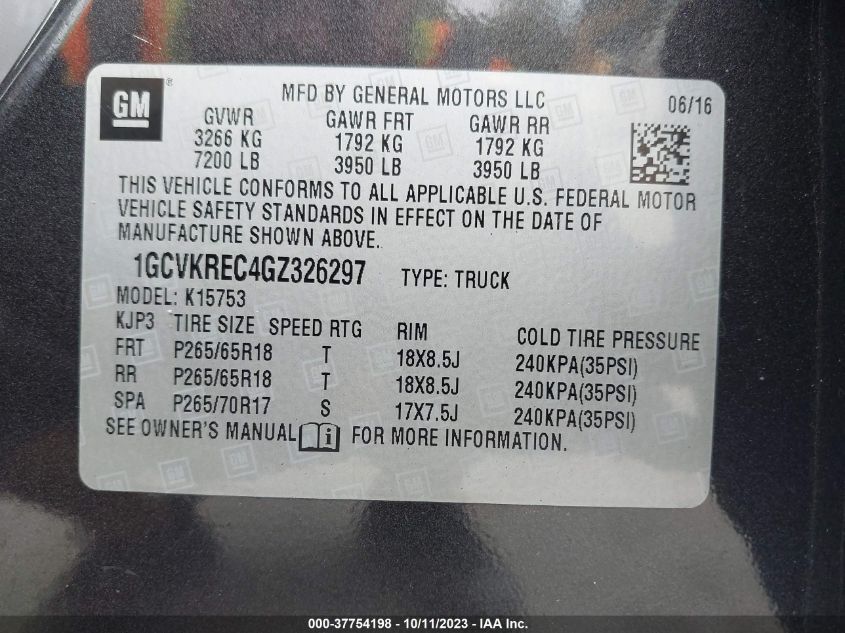 GM ® MFD BY GENERAL MOTORS LLC 06/16
GVWR GAWR FRT GAWR RR
3266 KG 1792 KG 1792 KG
7200 LB 3950 LB 3950 LB
THIS VEHICLE CONFORMS TO ALL APPLICABLE U.S. FEDERAL MOTOR
VEHICLE SAFETY STANDARDS IN EFFECT ON THE DATE OF
MANUFACTURE SHOWN ABOVE.
1GCVKREC4GZ326297 TYPE: TRUCK
MODEL: K15753
KJP3 TIRE SIZE SPEED RTG RIM COLD TIRE PRESSURE
FRT P265/65R18 T 18X8.5J 240KPA(35PSI)
RR P265/65R18 T 18X8.5J 240KPA(35PSI)
SPA P265/70R17 S 17X7.5J 240KPA(35PSI)
SEE OWNER'S MANUAL i FOR MORE INFORMATION.
000-37754198 - 10/11/2023 - IAA Inc.